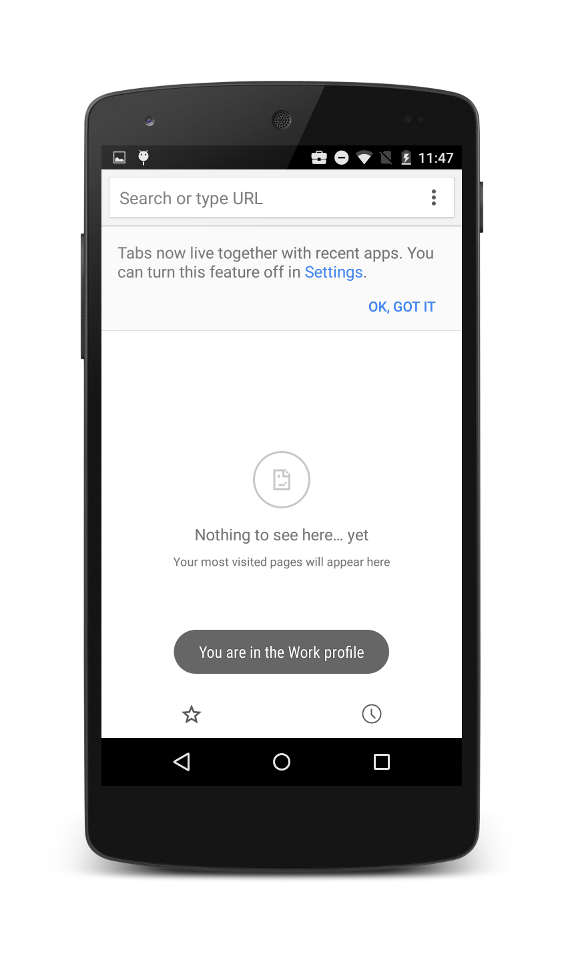 11:47
Search or type URL
Tabs now live together with recent apps. You
can turn this feature off in Settings.
OK, GOT IT
Nothing to see here… yet
Your most visited pages will appear here
You are in the Work profile